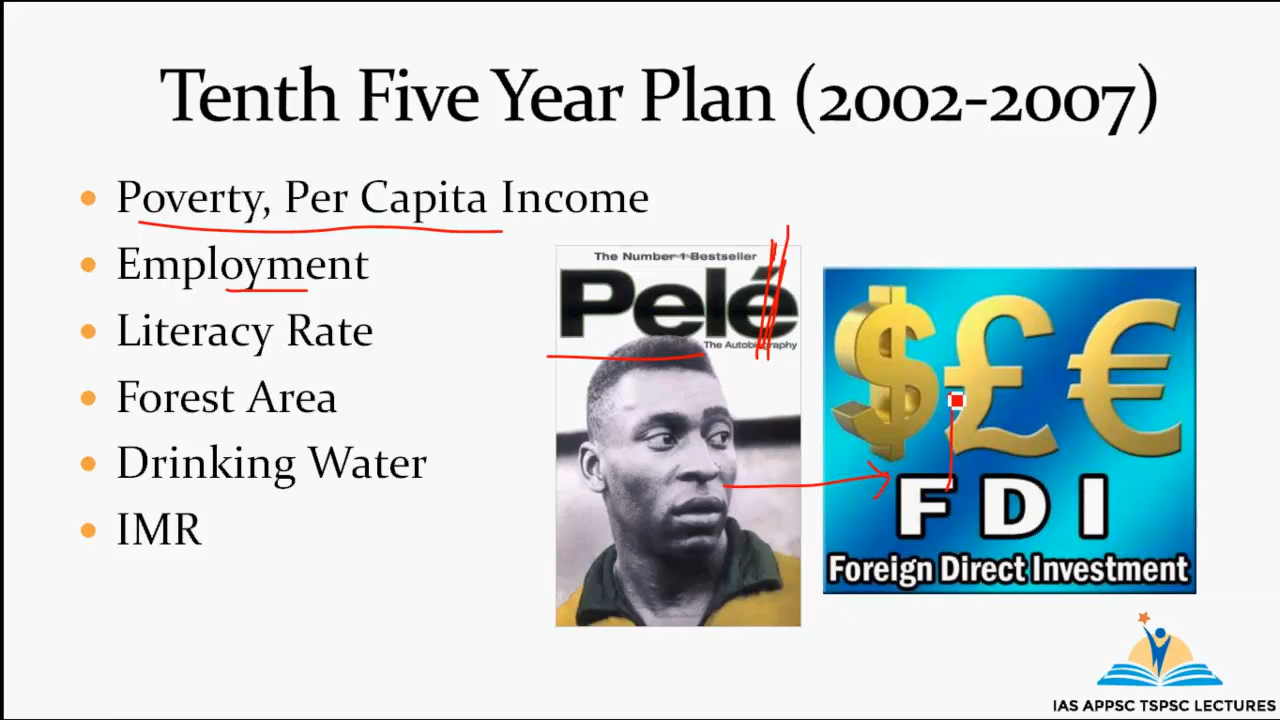 Tenth Five Year Plan (2002-2007)
• Poverty, Per Capita Income
• Employment
• Literacy Rate
• Forest Area
• Drinking Water
• IMR
The Number 1 Bestseller
Pelé
The Autobiography
$ £ €
F D I
Foreign Direct Investment
IAS APPSC TSPSC LECTURES